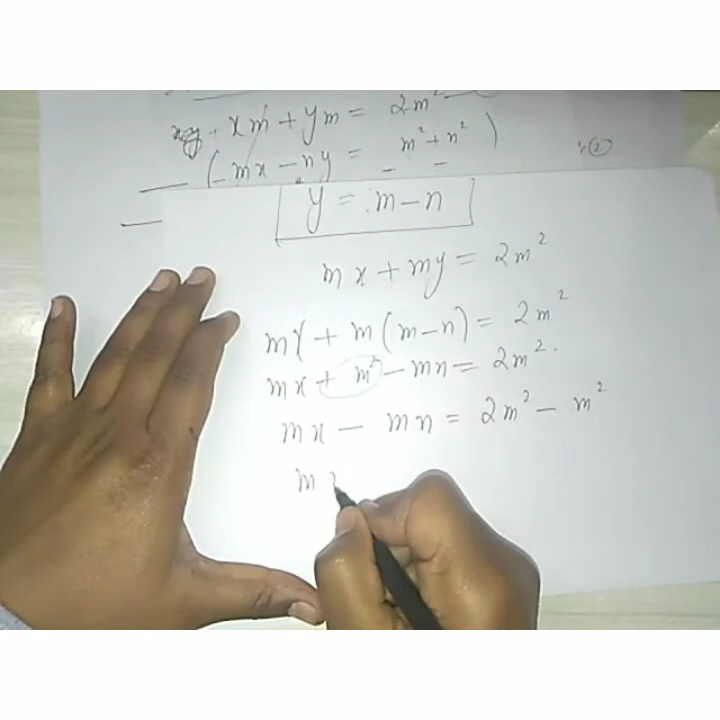 xm + ym = 2m²
(mx - ny = m² + n²)
②
y = m - n
mx + my = 2m²
mx + m(m - n) = 2m²
mx + m² - mn = 2m².
mx - mn = 2m² - m²
m